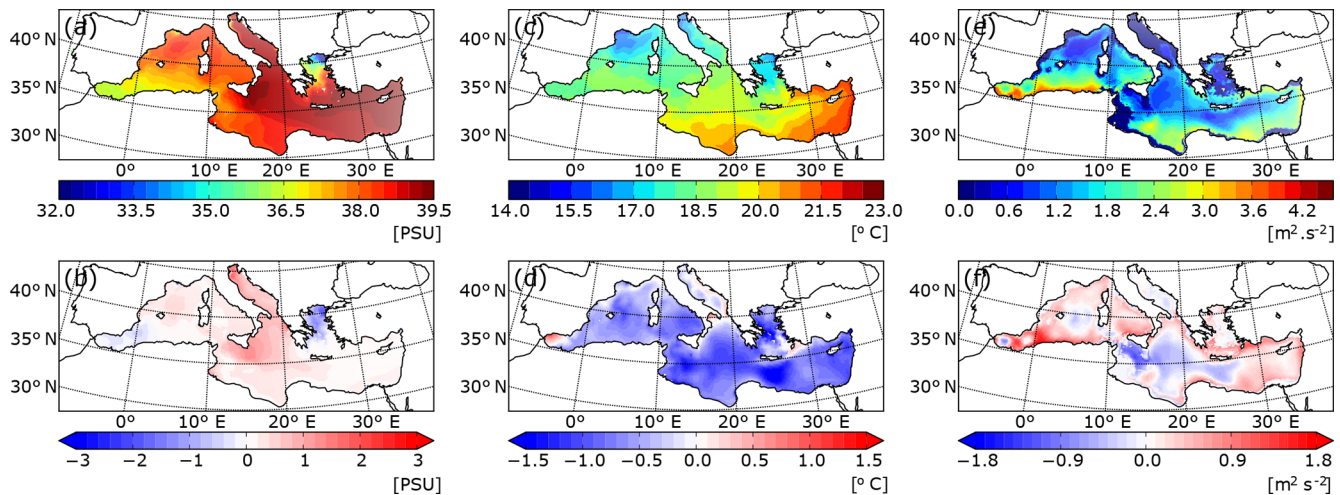 (a) (c) (e)
40° N 40° N 40° N
35° N 35° N 35° N
30° N 30° N 30° N
0° 10° E 20° E 30° E 0° 10° E 20° E 30° E 0° 10° E 20° E 30° E
32.0 33.5 35.0 36.5 38.0 39.5 14.0 15.5 17.0 18.5 20.0 21.5 23.0 0.0 0.6 1.2 1.8 2.4 3.0 3.6 4.2
[PSU] [° C] [m².s⁻²]
(b) (d) (f)
40° N 40° N 40° N
35° N 35° N 35° N
30° N 30° N 30° N
0° 10° E 20° E 30° E 0° 10° E 20° E 30° E 0° 10° E 20° E 30° E
−3 −2 −1 0 1 2 3 −1.5 −1.0 −0.5 0.0 0.5 1.0 1.5 −1.8 −0.9 0.0 0.9 1.8
[PSU] [° C] [m² s⁻²]